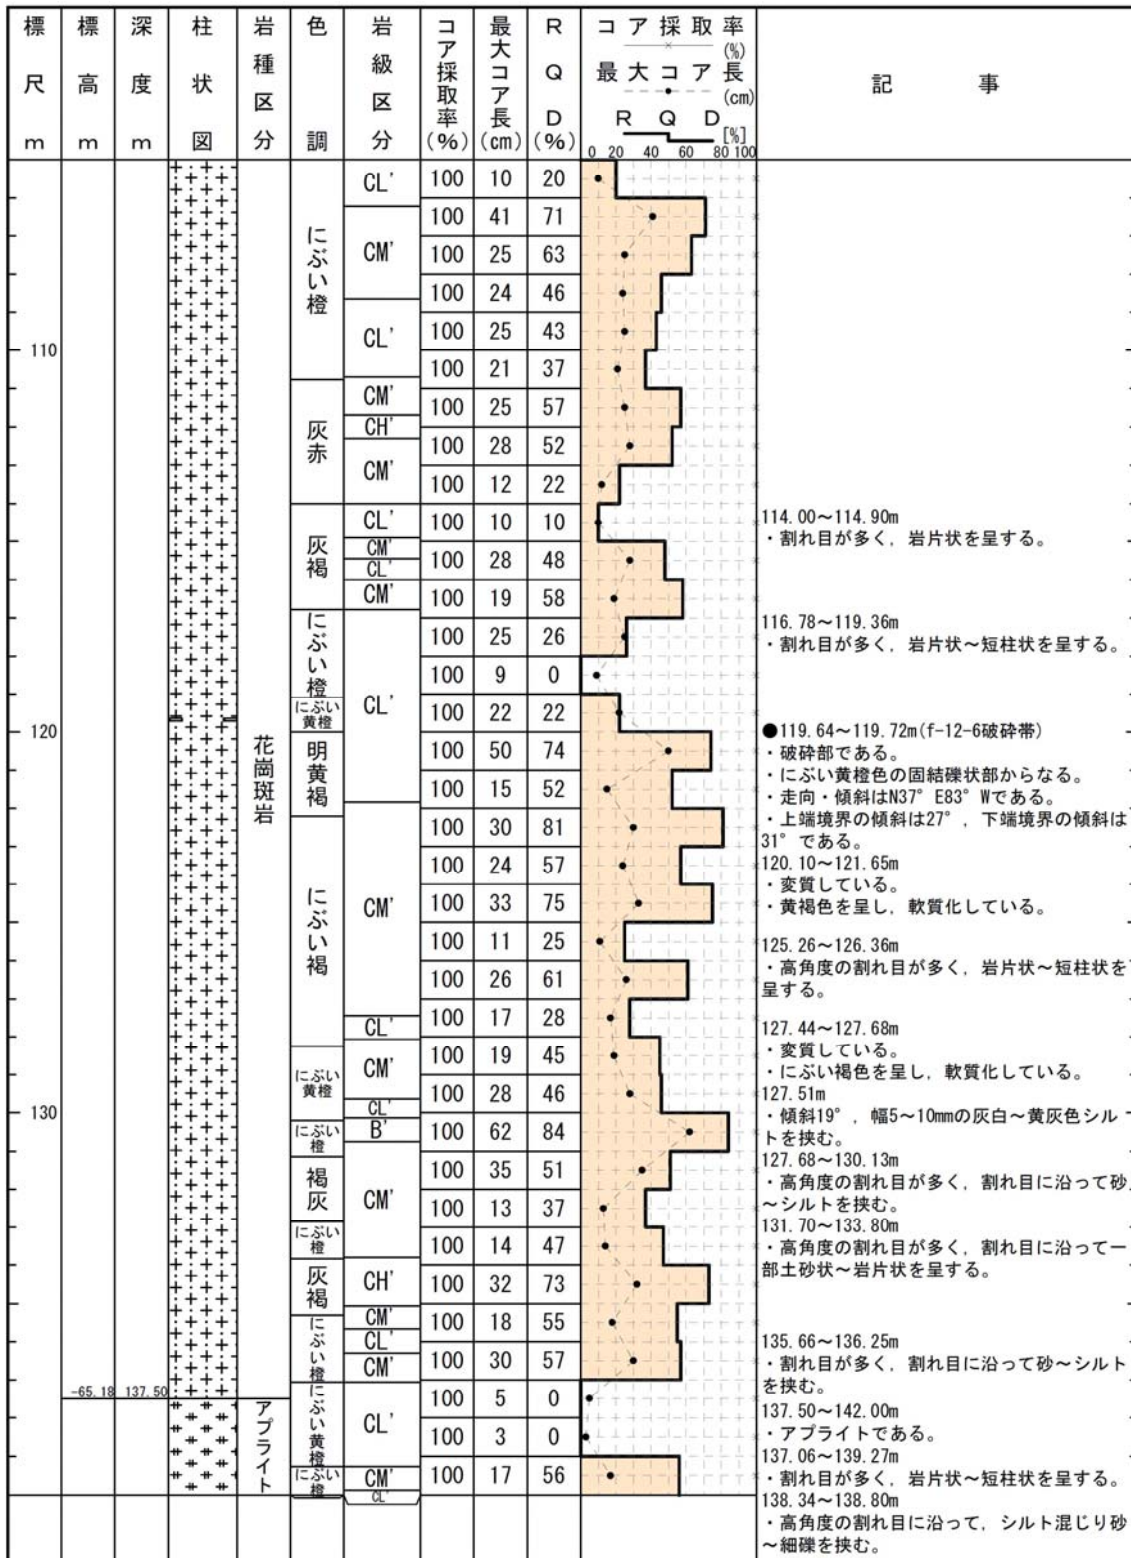 標尺m
標高m
深度m
柱状図
岩種区分
色調
岩級区分
コア採取率(%)
最大コア長(cm)
RQD(%)
コア採取率
(%)
最大コア長
(cm)
RQD
[%]
0 20 40 60 80 100
記事
110
120
130
-65.18 137.50
花崗斑岩
アプライト
にぶい橙
灰赤
灰褐
にぶい橙
にぶい
黄橙
明黄褐
にぶい褐
にぶい
黄橙
にぶい
橙
褐灰
にぶい
橙
灰褐
にぶい橙
にぶい黄橙
にぶい
橙
CL'
CM'
CL'
CM'
CH'
CM'
CL'
CM'
CL'
CM'
CL'
CM'
CL'
CM'
CL'
B'
CM'
CH'
CM'
CL'
CM'
CL'
CM'
CL'
100 10 20
100 41 71
100 25 63
100 24 46
100 25 43
100 21 37
100 25 57
100 28 52
100 12 22
100 10 10
100 28 48
100 19 58
100 25 26
100 9 0
100 22 22
100 50 74
100 15 52
100 30 81
100 24 57
100 33 75
100 11 25
100 26 61
100 17 28
100 19 45
100 28 46
100 62 84
100 35 51
100 13 37
100 14 47
100 32 73
100 18 55
100 30 57
100 5 0
100 3 0
100 17 56
114.00～114.90m
・割れ目が多く，岩片状を呈する。
116.78～119.36m
・割れ目が多く，岩片状～短柱状を呈する。
●119.64～119.72m(f-12-6破砕帯)
・破砕部である。
・にぶい黄橙色の固結礫状部からなる。
・走向・傾斜はN37°E83°Wである。
・上端境界の傾斜は27°，下端境界の傾斜は
31°である。
120.10～121.65m
・変質している。
・黄褐色を呈し，軟質化している。
125.26～126.36m
・高角度の割れ目が多く，岩片状～短柱状を
呈する。
127.44～127.68m
・変質している。
・にぶい褐色を呈し，軟質化している。
127.51m
・傾斜19°，幅5～10mmの灰白～黄灰色シル
トを挟む。
127.68～130.13m
・高角度の割れ目が多く，割れ目に沿って砂
～シルトを挟む。
131.70～133.80m
・高角度の割れ目が多く，割れ目に沿って一
部土砂状～岩片状を呈する。
135.66～136.25m
・割れ目が多く，割れ目に沿って砂～シルト
を挟む。
137.50～142.00m
・アプライトである。
137.06～139.27m
・割れ目が多く，岩片状～短柱状を呈する。
138.34～138.80m
・高角度の割れ目に沿って，シルト混じり砂
～細礫を挟む。